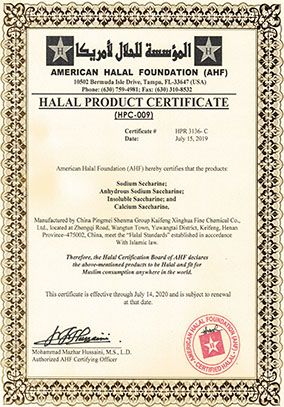 المؤسسة للحلال لأمريكا
AMERICAN HALAL FOUNDATION (AHF)
10502 Bermuda Isle Drive, Tampa, FL-33647 (USA)
Phone: (630) 759-4981; Fax: (630) 310-8532
HALAL PRODUCT CERTIFICATE
(HPC-009)
Certificate # HPR 3136- C
Date: July 15, 2019
American Halal Foundation (AHF) hereby certifies that the products:
Sodium Saccharine;
Anhydrous Sodium Saccharine;
Insoluble Saccharine; and
Calcium Saccharine,
Manufactured by China Pingmei Shenma Group Kaifeng Xinghua Fine Chemical Co.,
Ltd., located at Zhengqi Road, Wangtun Town, Yuwangtai District, Keifeng, Henan
Province-475002, China, meet the “Halal Standards” established in accordance
With Islamic law.
Therefore, the Halal Certification Board of AHF declares
the above-mentioned products to be Halal and fit for
Muslim consumption anywhere in the world.
This certificate is effective through July 14, 2020 and is subject to renewal
at that date.
Mohammad Mazhar Hussaini, M.S., L.D.
Authorized AHF Certifying Officer
AMERICAN HALAL FOUNDATION (AHF)
CERTIFIED HALAL